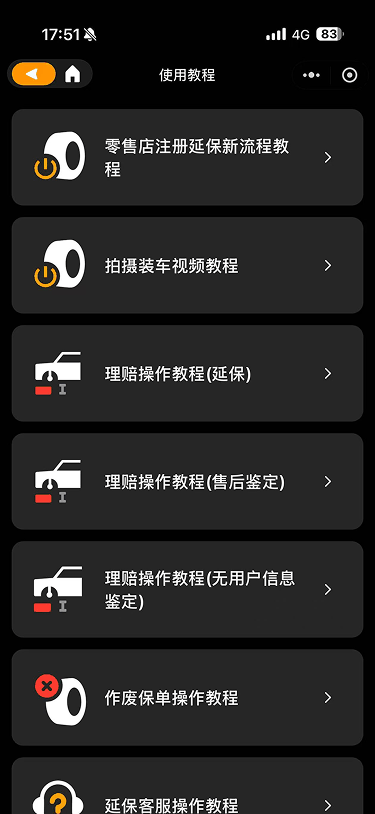 17:51 4G 83
使用教程
零售店注册延保新流程教
程
拍摄装车视频教程
理赔操作教程(延保)
理赔操作教程(售后鉴定)
理赔操作教程(无用户信息
鉴定)
作废保单操作教程
延保客服操作教程